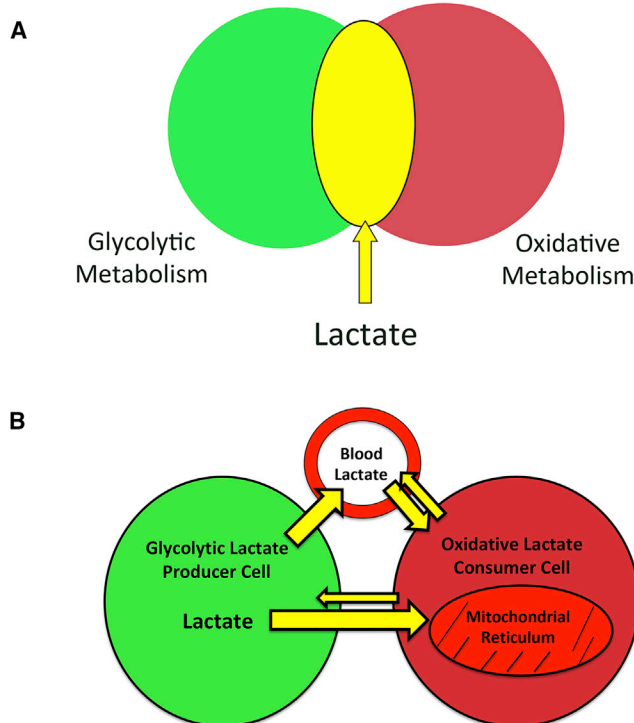 A
Glycolytic
Metabolism
Oxidative
Metabolism
Lactate
B
Blood
Lactate
Glycolytic Lactate
Producer Cell
Oxidative Lactate
Consumer Cell
Lactate
Mitochondrial
Reticulum